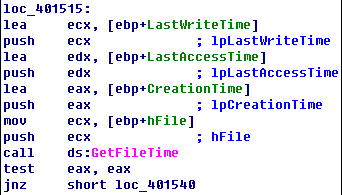 loc_401515:
lea ecx, [ebp+LastWriteTime]
push ecx ; lpLastWriteTime
lea edx, [ebp+LastAccessTime]
push edx ; lpLastAccessTime
lea eax, [ebp+CreationTime]
push eax ; lpCreationTime
mov ecx, [ebp+hFile]
push ecx ; hFile
call ds:GetFileTime
test eax, eax
jnz short loc_401540